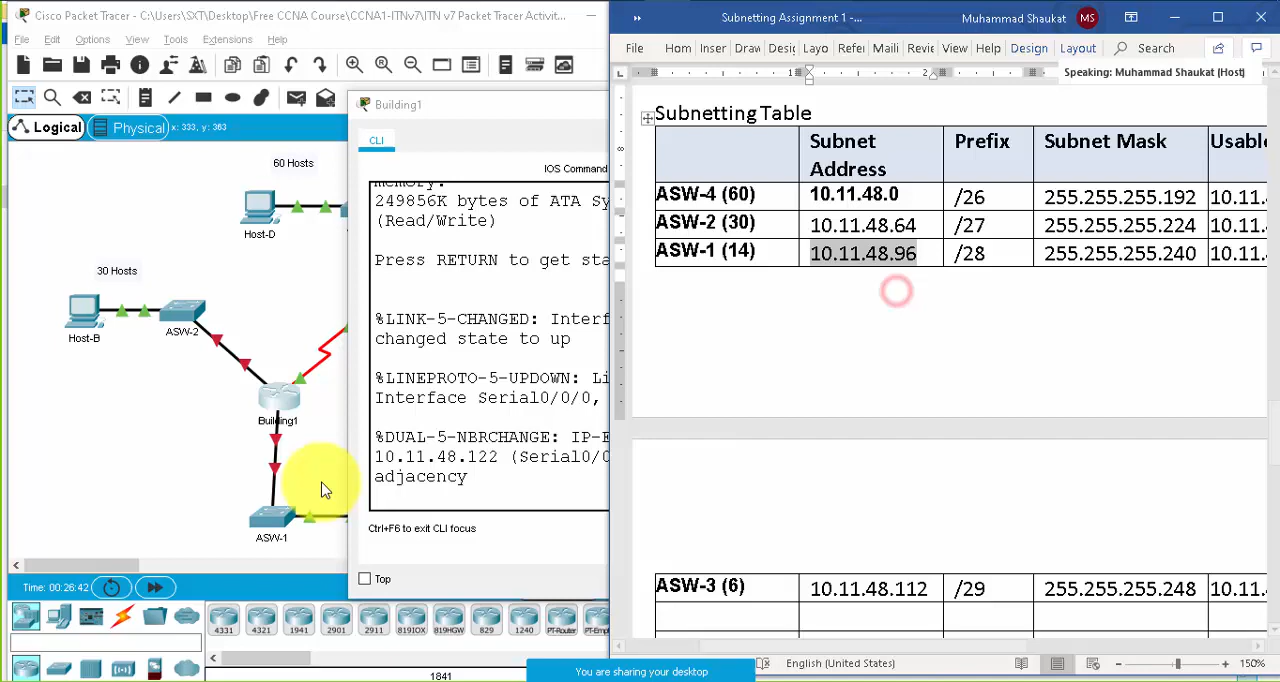 Cisco Packet Tracer - C:\Users\SXT\Desktop\Free CCNA Course\CCNA1-ITNv7\ITN v7 Packet Tracer Activit...
File Edit Options View Tools Extensions Help
Logical Physical x: 333, y: 363
60 Hosts
Host-D
30 Hosts
Host-B
ASW-2
Building1
ASW-1
Time: 00:26:42
4331 4321 1941 2901 2911 819IOX 819HGW 829 1240 PT-Router PT-Empt
1841
Building1
CLI
IOS Command
memory.
249856K bytes of ATA Sy
(Read/Write)
Press RETURN to get sta
%LINK-5-CHANGED: Interf
changed state to up
%LINEPROTO-5-UPDOWN: Li
Interface Serial0/0/0,
%DUAL-5-NBRCHANGE: IP-E
10.11.48.122 (Serial0/0
adjacency
Ctrl+F6 to exit CLI focus
Top
You are sharing your desktop
Subnetting Assignment 1 -... Muhammad Shaukat MS
File Hom Inser Draw Desig Layo Refer Maili Revie View Help Design Layout Search
Speaking: Muhammad Shaukat (Host)
1 2
Subnetting Table
Subnet Address Prefix Subnet Mask Usable
ASW-4 (60) 10.11.48.0 /26 255.255.255.192 10.11.
ASW-2 (30) 10.11.48.64 /27 255.255.255.224 10.11.
ASW-1 (14) 10.11.48.96 /28 255.255.255.240 10.11.
ASW-3 (6) 10.11.48.112 /29 255.255.255.248 10.11.
English (United States) 150%